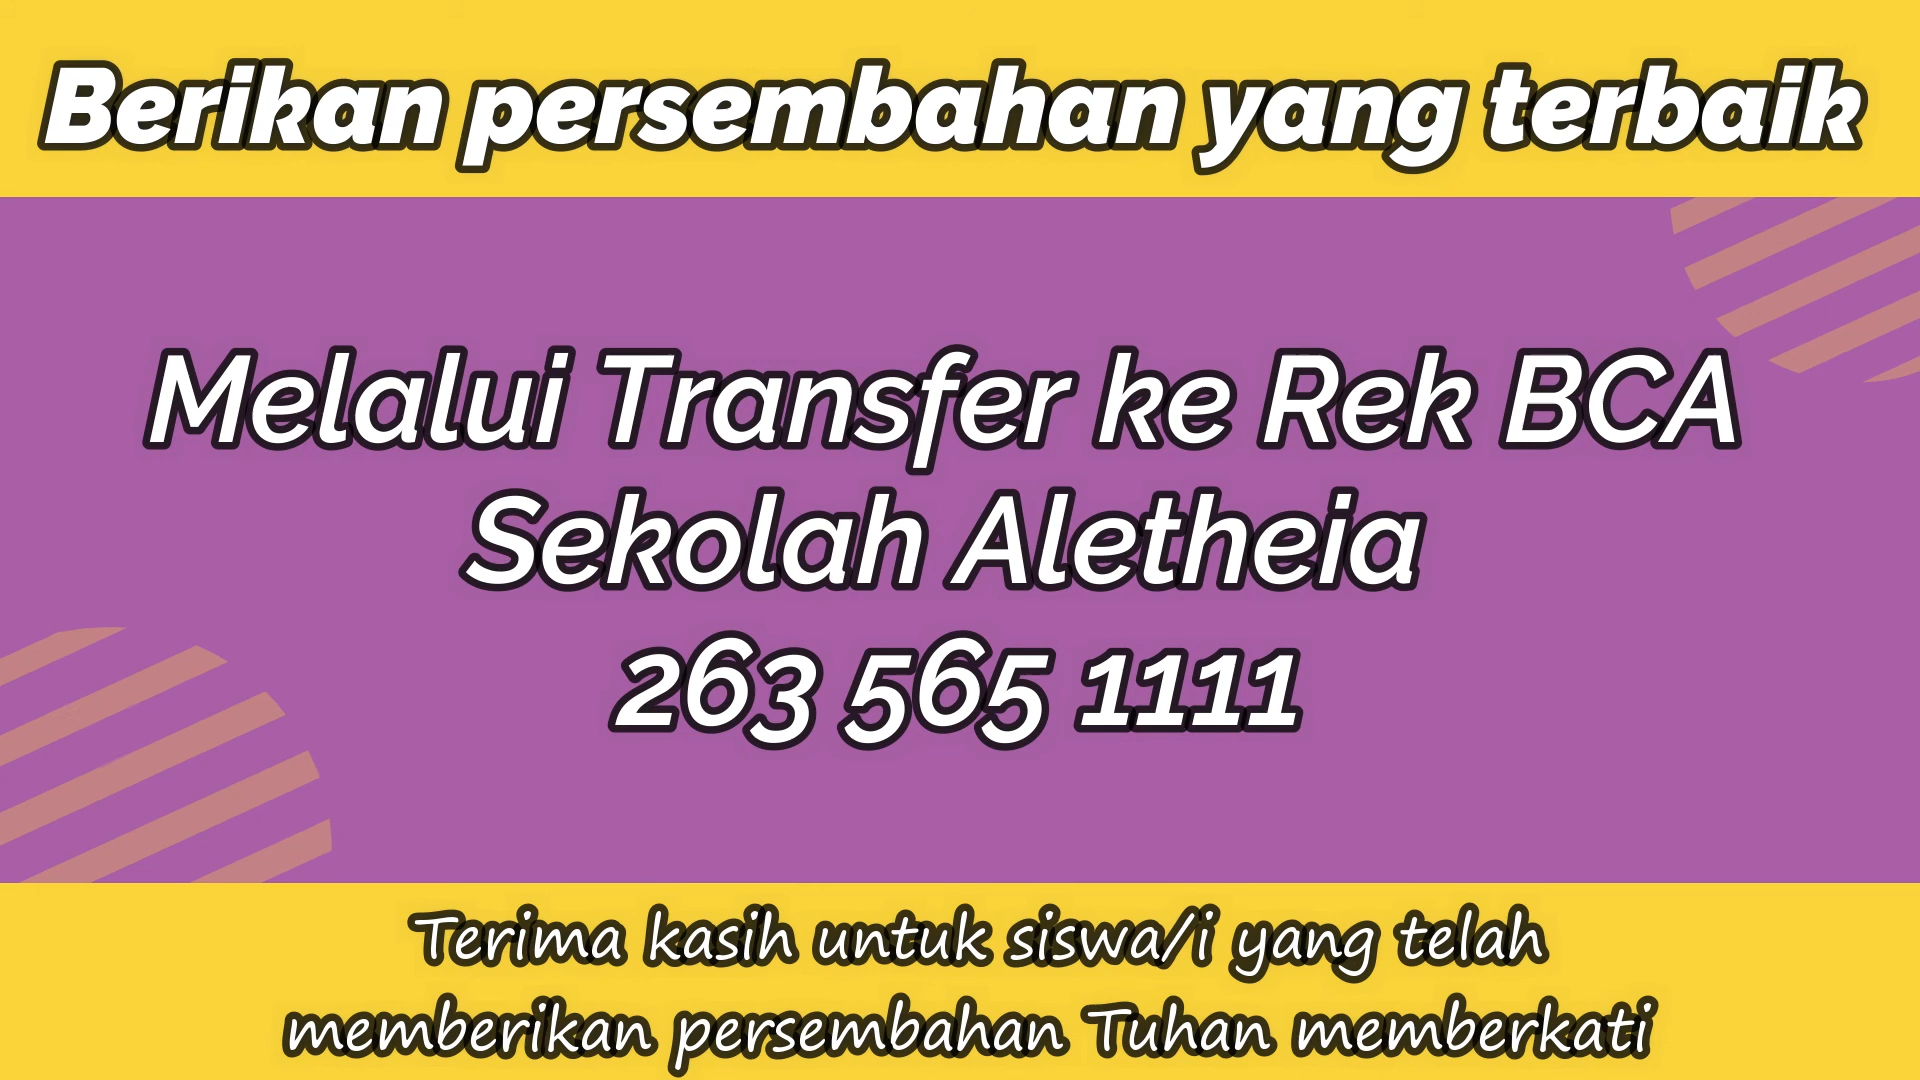 Berikan persembahan yang terbaik
Melalui Transfer ke Rek BCA
Sekolah Aletheia
263 565 1111
Terima kasih untuk siswa/i yang telah
memberikan persembahan Tuhan memberkati